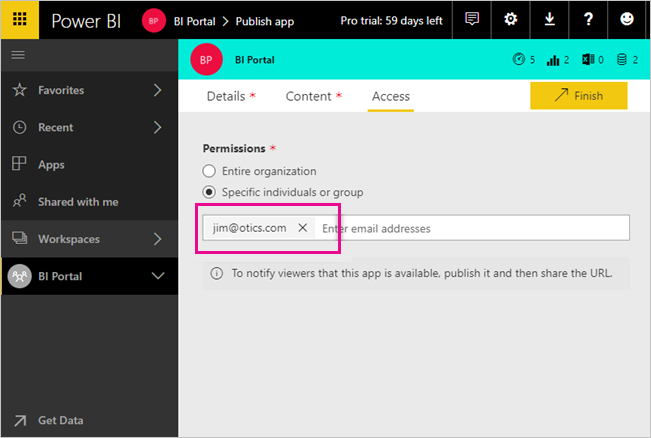 Power BI BP BI Portal > Publish app Pro trial: 59 days left ?
BP BI Portal 5 2 0 2
Favorites
Recent
Apps
Shared with me
Workspaces
BI Portal
Get Data
Details * Content * Access Finish
Permissions *
Entire organization
Specific individuals or group
jim@otics.com × Enter email addresses
To notify viewers that this app is available, publish it and then share the URL.